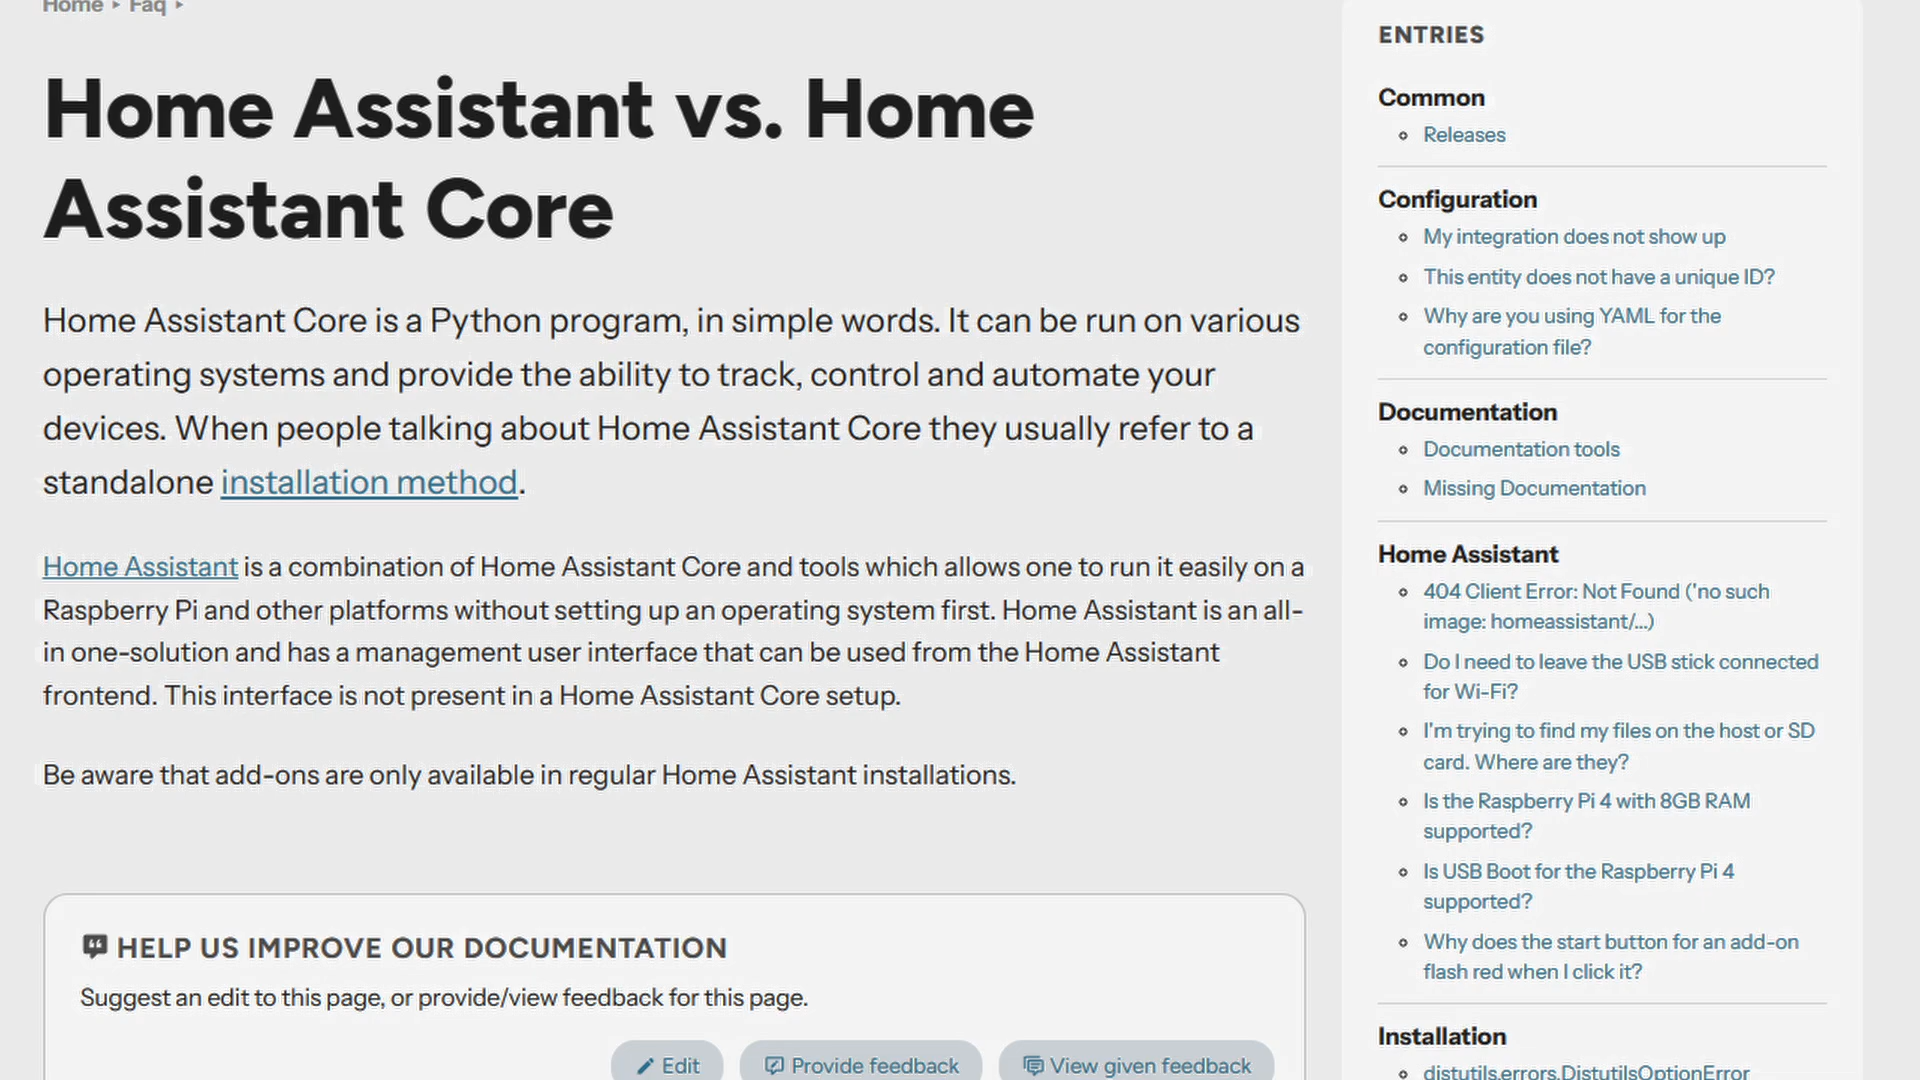 Home ▸ Faq ▸
Home Assistant vs. Home
Assistant Core
Home Assistant Core is a Python program, in simple words. It can be run on various
operating systems and provide the ability to track, control and automate your
devices. When people talking about Home Assistant Core they usually refer to a
standalone installation method.
Home Assistant is a combination of Home Assistant Core and tools which allows one to run it easily on a
Raspberry Pi and other platforms without setting up an operating system first. Home Assistant is an all-
in one-solution and has a management user interface that can be used from the Home Assistant
frontend. This interface is not present in a Home Assistant Core setup.
Be aware that add-ons are only available in regular Home Assistant installations.
HELP US IMPROVE OUR DOCUMENTATION
Suggest an edit to this page, or provide/view feedback for this page.
Edit
Provide feedback
View given feedback
ENTRIES
Common
Releases
Configuration
My integration does not show up
This entity does not have a unique ID?
Why are you using YAML for the
configuration file?
Documentation
Documentation tools
Missing Documentation
Home Assistant
404 Client Error: Not Found ('no such
image: homeassistant/...)
Do I need to leave the USB stick connected
for Wi-Fi?
I'm trying to find my files on the host or SD
card. Where are they?
Is the Raspberry Pi 4 with 8GB RAM
supported?
Is USB Boot for the Raspberry Pi 4
supported?
Why does the start button for an add-on
flash red when I click it?
Installation
distutils.errors.DistutilsOptionError